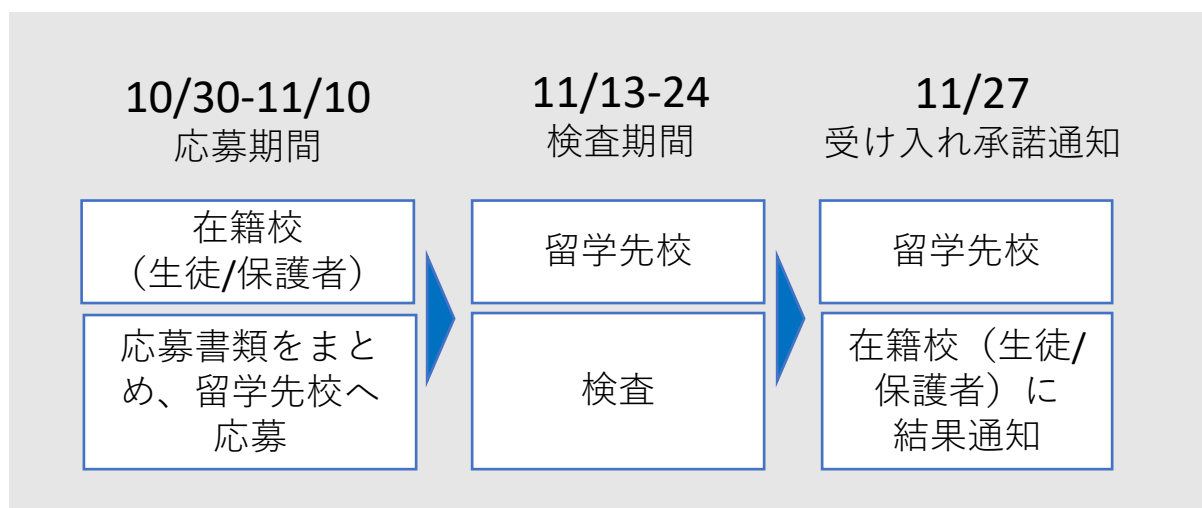 10/30-11/10
応募期間
在籍校
（生徒/保護者）
応募書類をまと
め、留学先校へ
応募
11/13-24
検査期間
留学先校
検査
11/27
受け入れ承諾通知
留学先校
在籍校（生徒/
保護者）に
結果通知